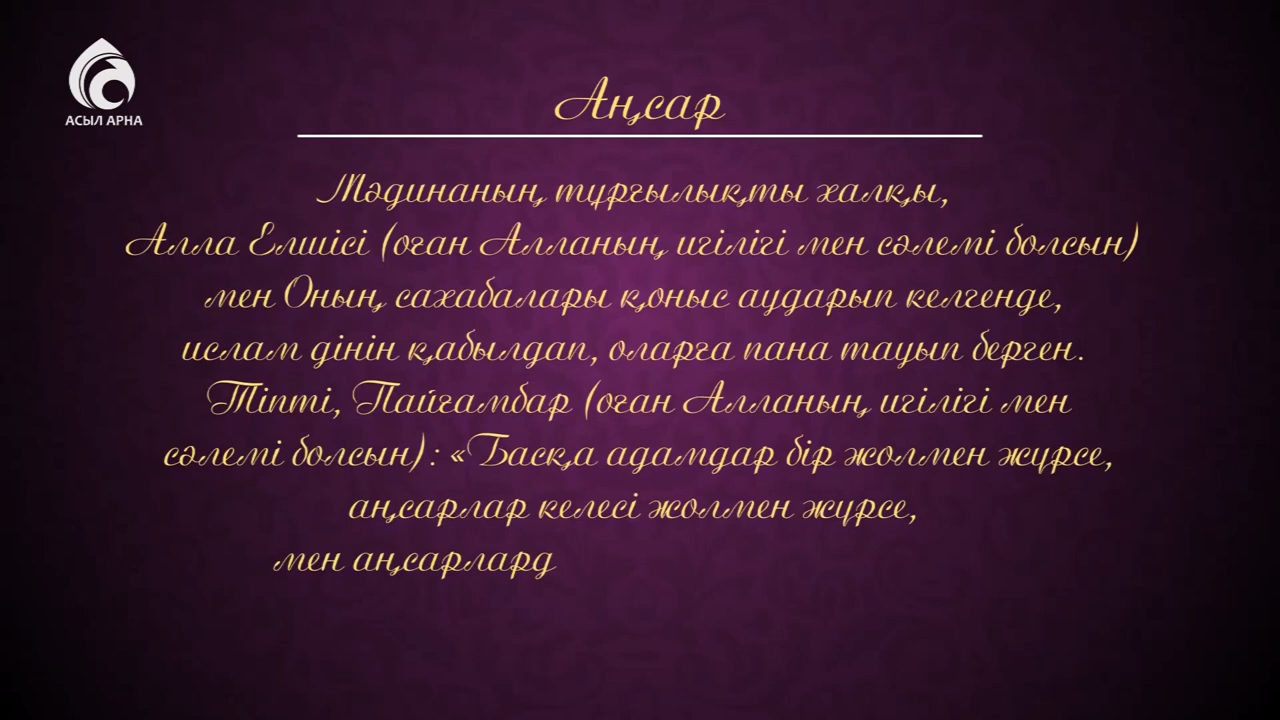 АСЫЛ АРНА
Аңсар
Мәдинаның тұрғылықты халқы,
Алла Елшісі (оған Алланың игілігі мен сәлемі болсын)
мен Оның сахабалары қоныс аударып келгенде,
ислам дінін қабылдап, оларға пана тауып берген.
Тіпті, Пайғамбар (оған Алланың игілігі мен
сәлемі болсын): «Басқа адамдар бір жолмен жүрсе,
аңсарлар келесі жолмен жүрсе,
мен аңсарлард